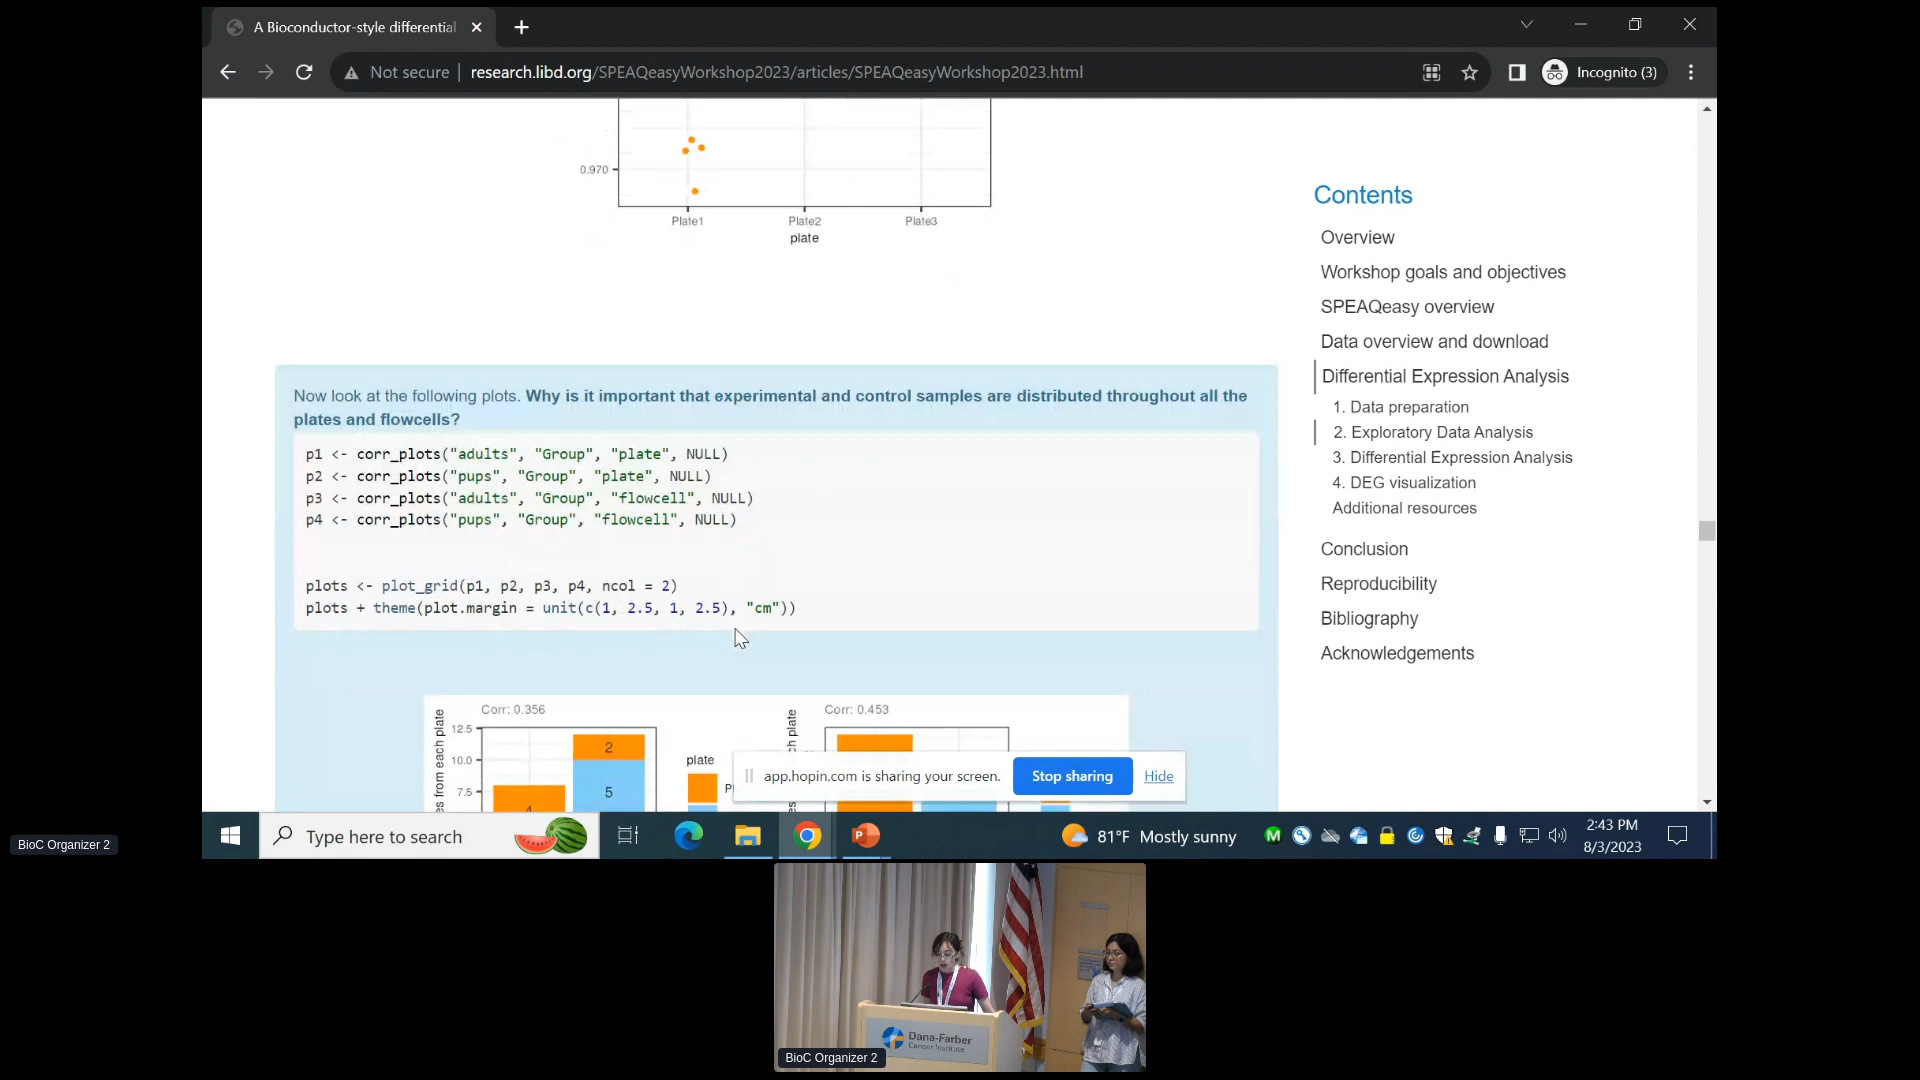 A Bioconductor-style differential
Not secure
research.libd.org/SPEAQeasyWorkshop2023/articles/SPEAQeasyWorkshop2023.html
Incognito (3)
0.970
Plate1
Plate2
Plate3
plate
Contents
Overview
Workshop goals and objectives
SPEAQeasy overview
Data overview and download
Differential Expression Analysis
1. Data preparation
2. Exploratory Data Analysis
3. Differential Expression Analysis
4. DEG visualization
Additional resources
Conclusion
Reproducibility
Bibliography
Acknowledgements
Now look at the following plots. Why is it important that experimental and control samples are distributed throughout all the
plates and flowcells?
p1 <- corr_plots("adults", "Group", "plate", NULL)
p2 <- corr_plots("pups", "Group", "plate", NULL)
p3 <- corr_plots("adults", "Group", "flowcell", NULL)
p4 <- corr_plots("pups", "Group", "flowcell", NULL)
plots <- plot_grid(p1, p2, p3, p4, ncol = 2)
plots + theme(plot.margin = unit(c(1, 2.5, 1, 2.5), "cm"))
Corr: 0.356
Corr: 0.453
12.5
10.0
7.5
es from each plate
2
5
4
plate
app.hopin.com is sharing your screen.
Stop sharing
Hide
Type here to search
81°F Mostly sunny
2:43 PM
8/3/2023
BioC Organizer 2
Dana-Farber
Cancer Institute
BioC Organizer 2